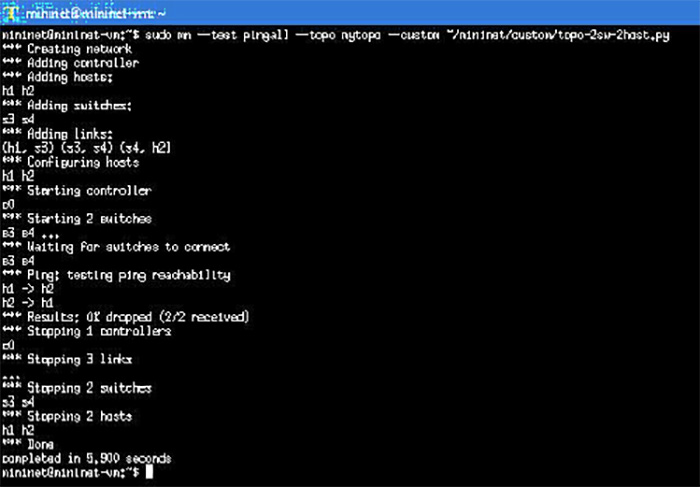 mininet@mininet-vm: ~
mininet@mininet-vm:~$ sudo mn --test pingall --topo mytopo --custom ~/mininet/custom/topo-2sw-2host.py
*** Creating network
*** Adding controller
*** Adding hosts:
h1 h2
*** Adding switches:
s3 s4
*** Adding links:
(h1, s3) (s3, s4) (s4, h2)
*** Configuring hosts
h1 h2
*** Starting controller
c0
*** Starting 2 switches
s3 s4 ...
*** Waiting for switches to connect
s3 s4
*** Ping: testing ping reachability
h1 -> h2
h2 -> h1
*** Results: 0% dropped (2/2 received)
*** Stopping 1 controllers
c0
*** Stopping 3 links
...
*** Stopping 2 switches
s3 s4
*** Stopping 2 hosts
h1 h2
*** Done
completed in 5.900 seconds
mininet@mininet-vm:~$